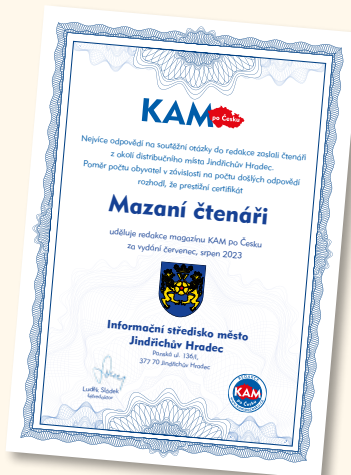 KAM po Česku
Nejvíce odpovědí na soutěžní otázky do redakce zaslali čtenáři
z okolí distribučního místa Jindřichův Hradec.
Poměr počtu obyvatel v závislosti na počtu došlých odpovědí
rozhodl, že prestižní certifikát
Mazaní čtenáři
uděluje redakce magazínu KAM po Česku
za vydání červenec, srpen 2023
Informační středisko město
Jindřichův Hradec
Panská ul. 136/I,
377 70 Jindřichův Hradec
Luděk Sládek
šéfredaktor
KAM
po Česku